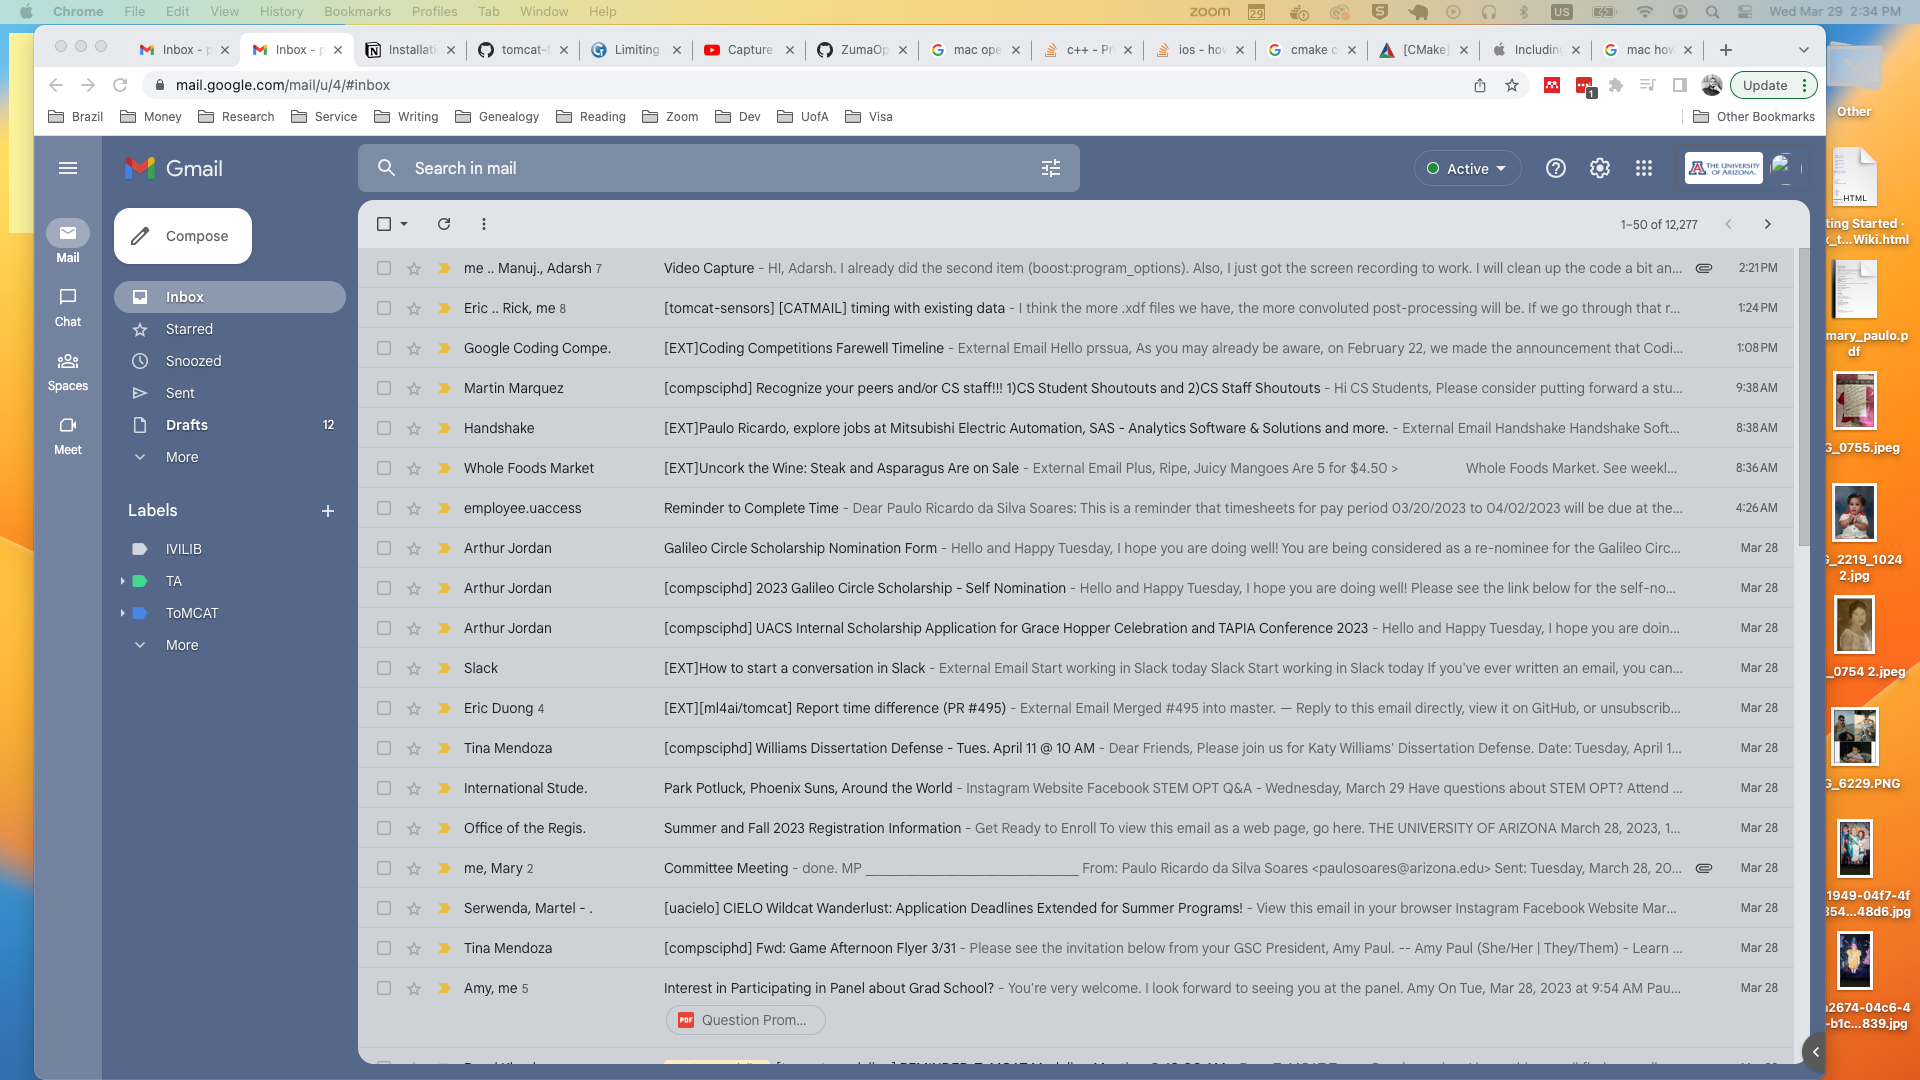 Chrome File Edit View History Bookmarks Profiles Tab Window Help zoom 29 US Wed Mar 29 2:34 PM
Inbox - p Inbox - p Installati tomcat-t Limiting Capture ZumaOp mac ope c++ - Pr ios - how cmake c [CMake] Including mac how
mail.google.com/mail/u/4/#inbox 1 Update
Brazil Money Research Service Writing Genealogy Reading Zoom Dev UofA Visa Other Bookmarks
Gmail Search in mail Active THE UNIVERSITY OF ARIZONA
Compose
Mail
Chat
Spaces
Meet
Inbox
Starred
Snoozed
Sent
Drafts 12
More
Labels
IVILIB
TA
ToMCAT
More
1–50 of 12,277
me .. Manuj., Adarsh 7 Video Capture - HI, Adarsh. I already did the second item (boost:program_options). Also, I just got the screen recording to work. I will clean up the code a bit an... 2:21 PM
Eric .. Rick, me 8 [tomcat-sensors] [CATMAIL] timing with existing data - I think the more .xdf files we have, the more convoluted post-processing will be. If we go through that r... 1:24 PM
Google Coding Compe. [EXT]Coding Competitions Farewell Timeline - External Email Hello prssua, As you may already be aware, on February 22, we made the announcement that Codi... 1:08 PM
Martin Marquez [compsciphd] Recognize your peers and/or CS staff!!! 1)CS Student Shoutouts and 2)CS Staff Shoutouts - Hi CS Students, Please consider putting forward a stu... 9:38 AM
Handshake [EXT]Paulo Ricardo, explore jobs at Mitsubishi Electric Automation, SAS - Analytics Software & Solutions and more. - External Email Handshake Handshake Soft... 8:38 AM
Whole Foods Market [EXT]Uncork the Wine: Steak and Asparagus Are on Sale - External Email Plus, Ripe, Juicy Mangoes Are 5 for $4.50 > Whole Foods Market. See weekl... 8:36 AM
employee.uaccess Reminder to Complete Time - Dear Paulo Ricardo da Silva Soares: This is a reminder that timesheets for pay period 03/20/2023 to 04/02/2023 will be due at the... 4:26 AM
Arthur Jordan Galileo Circle Scholarship Nomination Form - Hello and Happy Tuesday, I hope you are doing well! You are being considered as a re-nominee for the Galileo Circ... Mar 28
Arthur Jordan [compsciphd] 2023 Galileo Circle Scholarship - Self Nomination - Hello and Happy Tuesday, I hope you are doing well! Please see the link below for the self-no... Mar 28
Arthur Jordan [compsciphd] UACS Internal Scholarship Application for Grace Hopper Celebration and TAPIA Conference 2023 - Hello and Happy Tuesday, I hope you are doin... Mar 28
Slack [EXT]How to start a conversation in Slack - External Email Start working in Slack today Slack Start working in Slack today If you've ever written an email, you can... Mar 28
Eric Duong 4 [EXT][ml4ai/tomcat] Report time difference (PR #495) - External Email Merged #495 into master. — Reply to this email directly, view it on GitHub, or unsubscrib... Mar 28
Tina Mendoza [compsciphd] Williams Dissertation Defense - Tues. April 11 @ 10 AM - Dear Friends, Please join us for Katy Williams' Dissertation Defense. Date: Tuesday, April 1... Mar 28
International Stude. Park Potluck, Phoenix Suns, Around the World - Instagram Website Facebook STEM OPT Q&A - Wednesday, March 29 Have questions about STEM OPT? Attend ... Mar 28
Office of the Regis. Summer and Fall 2023 Registration Information - Get Ready to Enroll To view this email as a web page, go here. THE UNIVERSITY OF ARIZONA March 28, 2023, 1... Mar 28
me, Mary 2 Committee Meeting - done. MP ________________________________ From: Paulo Ricardo da Silva Soares <paulosoares@arizona.edu> Sent: Tuesday, March 28, 20... Mar 28
Serwenda, Martel - . [uacielo] CIELO Wildcat Wanderlust: Application Deadlines Extended for Summer Programs! - View this email in your browser Instagram Facebook Website Mar... Mar 28
Tina Mendoza [compsciphd] Fwd: Game Afternoon Flyer 3/31 - Please see the invitation below from your GSC President, Amy Paul. -- Amy Paul (She/Her | They/Them) - Learn ... Mar 28
Amy, me 5 Interest in Participating in Panel about Grad School? - You're very welcome. I look forward to seeing you at the panel. Amy On Tue, Mar 28, 2023 at 9:54 AM Pau... Mar 28
PDF Question Prom...
Other
HTML
ting Started ·
x_t...Wiki.html
mary_paulo.p
df
G_0755.jpeg
G_2219_1024
2.jpg
_0754 2.jpeg
G_6229.PNG
1949-04f7-4f
354...48d6.jpg
a2674-04c6-4
-b1c...839.jpg